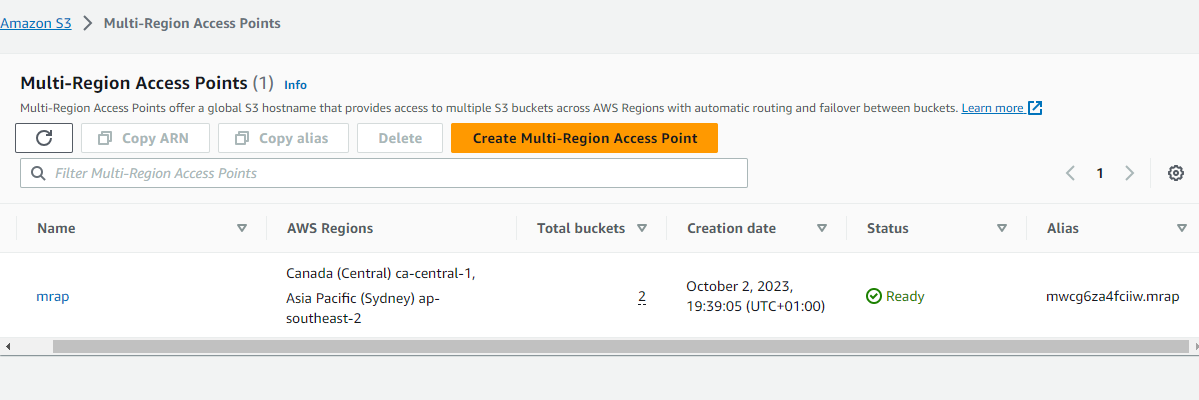 Amazon S3 > Multi-Region Access Points
Multi-Region Access Points (1) Info
Multi-Region Access Points offer a global S3 hostname that provides access to multiple S3 buckets across AWS Regions with automatic routing and failover between buckets. Learn more
Copy ARN Copy alias Delete Create Multi-Region Access Point
Filter Multi-Region Access Points 1
Name AWS Regions Total buckets Creation date Status Alias
mrap
Canada (Central) ca-central-1,
Asia Pacific (Sydney) ap-
southeast-2
2
October 2, 2023,
19:39:05 (UTC+01:00)
Ready
mwcg6za4fciiw.mrap